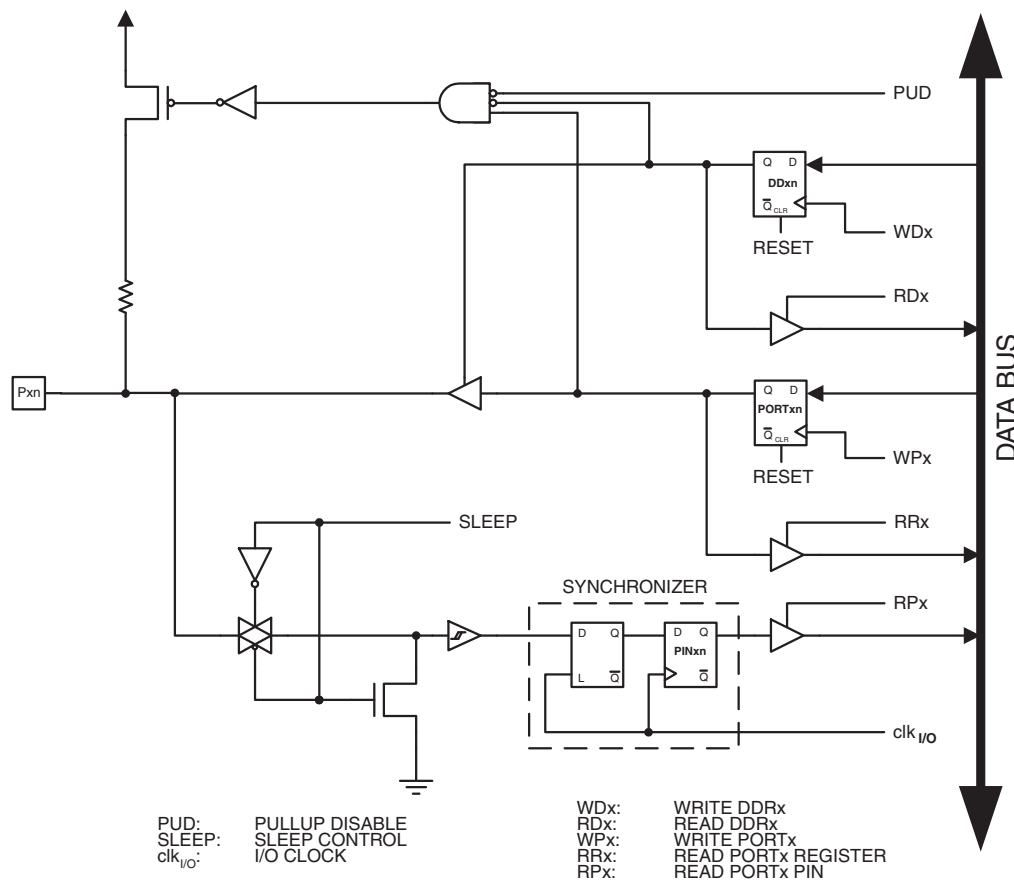 PUD
Q D
DDxn
Q CLR
WDx
RESET
RDx
DATA BUS
Pxn
Q D
PORTxn
Q CLR
WPx
RESET
RRx
SLEEP
SYNCHRONIZER
RPx
D Q
D Q
PINxn
L Q
Q
clk I/O
PUD: PULLUP DISABLE
SLEEP: SLEEP CONTROL
clkI/O: I/O CLOCK
WDx: WRITE DDRx
RDx: READ DDRx
WPx: WRITE PORTx
RRx: READ PORTx REGISTER
RPx: READ PORTx PIN